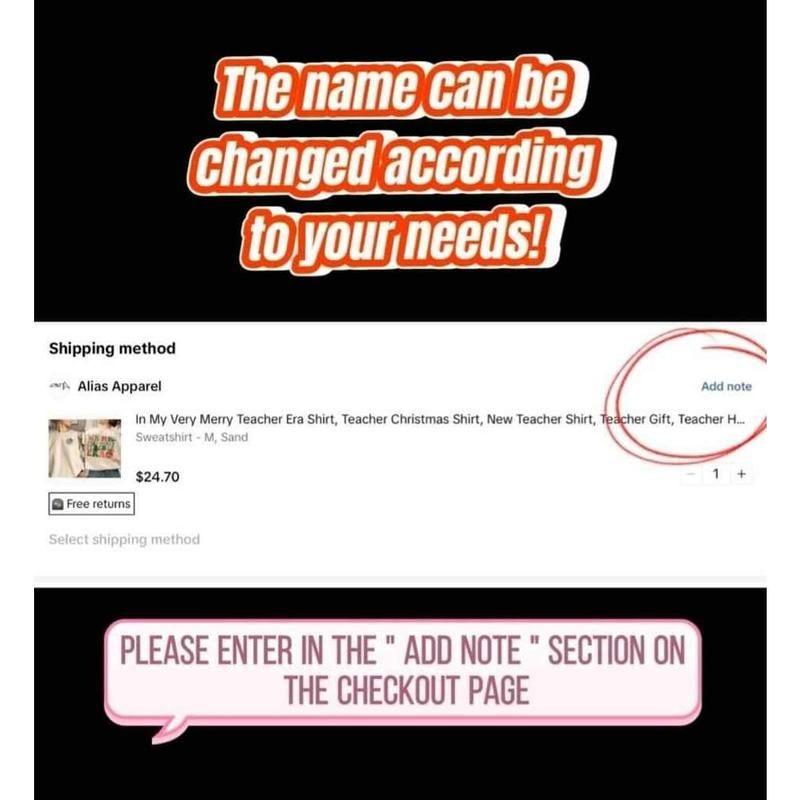 The name can be
changed according
to your needs!
Shipping method
Alias Apparel
Add note
In My Very Merry Teacher Era Shirt, Teacher Christmas Shirt, New Teacher Shirt, Teacher Gift, Teacher H...
Sweatshirt - M, Sand
$24.70
− 1 +
Free returns
Select shipping method
PLEASE ENTER IN THE " ADD NOTE " SECTION ON
THE CHECKOUT PAGE